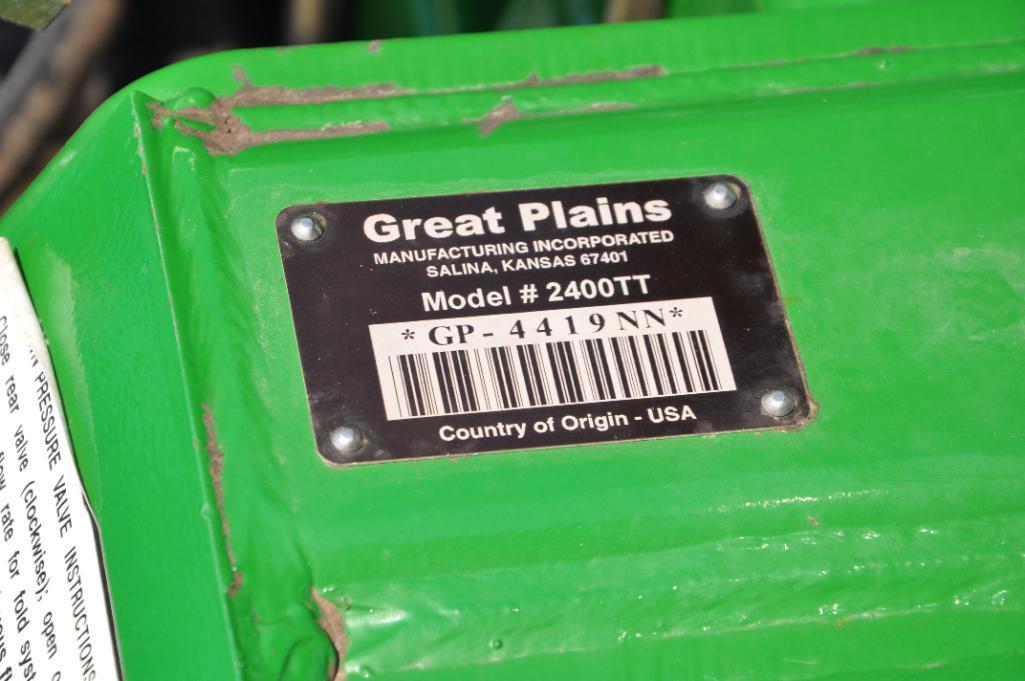 Great Plains
MANUFACTURING INCORPORATED
SALINA, KANSAS 67401
Model # 2400TT
*GP-4419NN*
Country of Origin - USA
PRESSURE VALVE INSTRUCTIONS
Close rear valve (clockwise); open
flow rate for fold